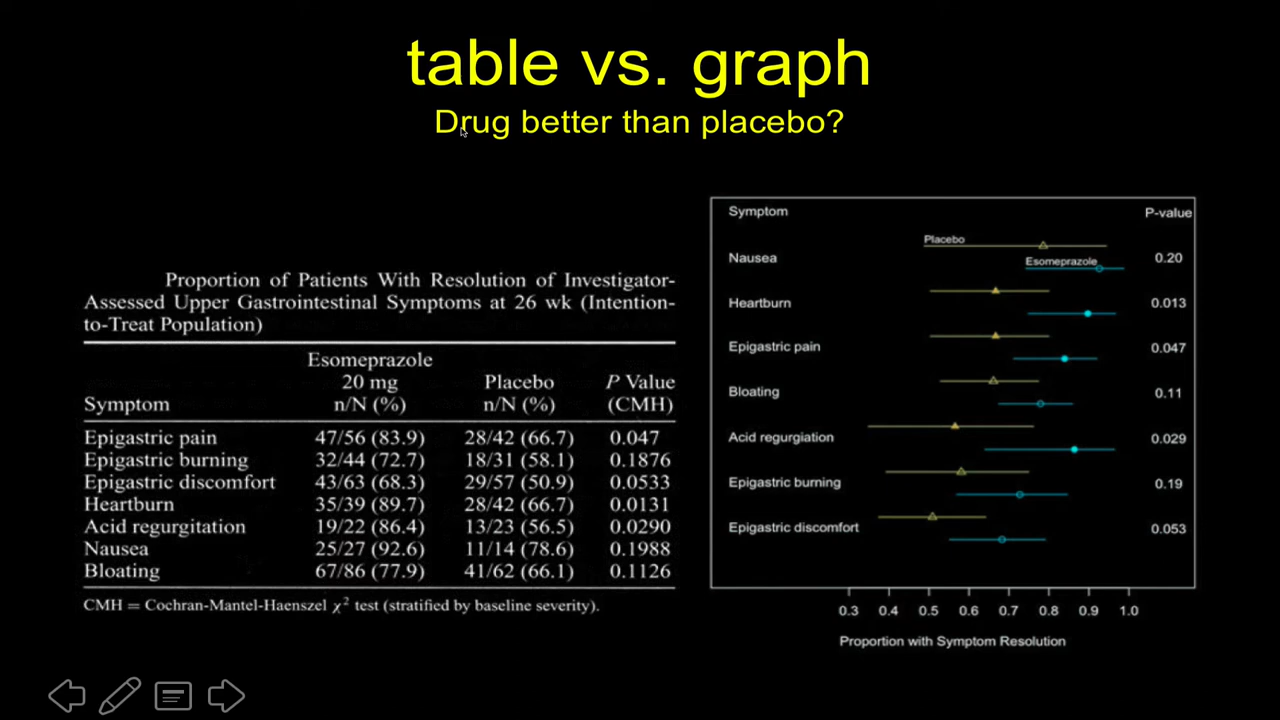 table vs. graph
Drug better than placebo?
Proportion of Patients With Resolution of Investigator-
Assessed Upper Gastrointestinal Symptoms at 26 wk (Intention-
to-Treat Population)
Esomeprazole
20 mg Placebo P Value
Symptom n/N (%) n/N (%) (CMH)
Epigastric pain 47/56 (83.9) 28/42 (66.7) 0.047
Epigastric burning 32/44 (72.7) 18/31 (58.1) 0.1876
Epigastric discomfort 43/63 (68.3) 29/57 (50.9) 0.0533
Heartburn 35/39 (89.7) 28/42 (66.7) 0.0131
Acid regurgitation 19/22 (86.4) 13/23 (56.5) 0.0290
Nausea 25/27 (92.6) 11/14 (78.6) 0.1988
Bloating 67/86 (77.9) 41/62 (66.1) 0.1126
CMH = Cochran-Mantel-Haenszel χ² test (stratified by baseline severity).
Symptom P-value
Placebo
Nausea 0.20
Esomeprazole
Heartburn 0.013
Epigastric pain 0.047
Bloating 0.11
Acid regurgiation 0.029
Epigastric burning 0.19
Epigastric discomfort 0.053
0.3 0.4 0.5 0.6 0.7 0.8 0.9 1.0
Proportion with Symptom Resolution